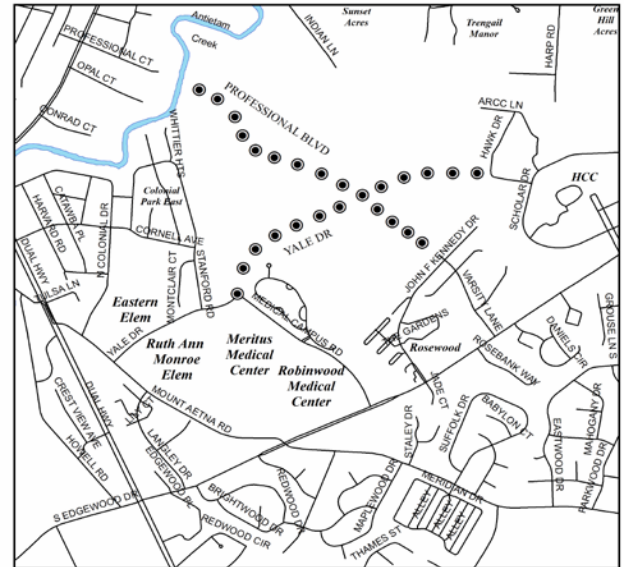 Antietam
Creek
INDIAN LN
Sunset
Acres
Trengail
Manor
HARP RD
Green
Hill
Acres
PROFESSIONAL CT
OPAL CT
CONRAD CT
WHITTIER HTS
PROFESSIONAL BLVD
ARCC LN
HAWK DR
SCHOLAR DR
HCC
Colonial
Park East
CATAWBA PL
HARVARD RD
N COLONIAL DR
CORNELL AVE
DUAL HWY
TULSA LN
MONTCLAIR CT
STANFORD RD
YALE DR
JOHN F KENNEDY DR
VARSITY LANE
Eastern
Elem
YALE DR
Ruth Ann
Monroe
Elem
Meritus
Medical
Center
MEDICAL CAMPUS RD
Robinwood
Medical
Center
GARDENS
Rosewood
JADE CT
ROSEBANK WAY
DANIELS CIR
GROUSE LN S
CREST VIEW AVE
HOWELL RD
DUAL HWY
MOUNT AETNA RD
LANGLEY DR
EDGEWOOD PL
S EDGEWOOD DR
BRIGHTWOOD DR
REDWOOD CIR
REDWOOD DR
MAPLEWOOD DR
THAMES ST
STALEY DR
SUFFOLK DR
BABYLON CT
MERIDIAN DR
ALLEY
ALLEY
ALLEY
EASTWOOD DR
MAHOGANY DR
PARKWOOD DR